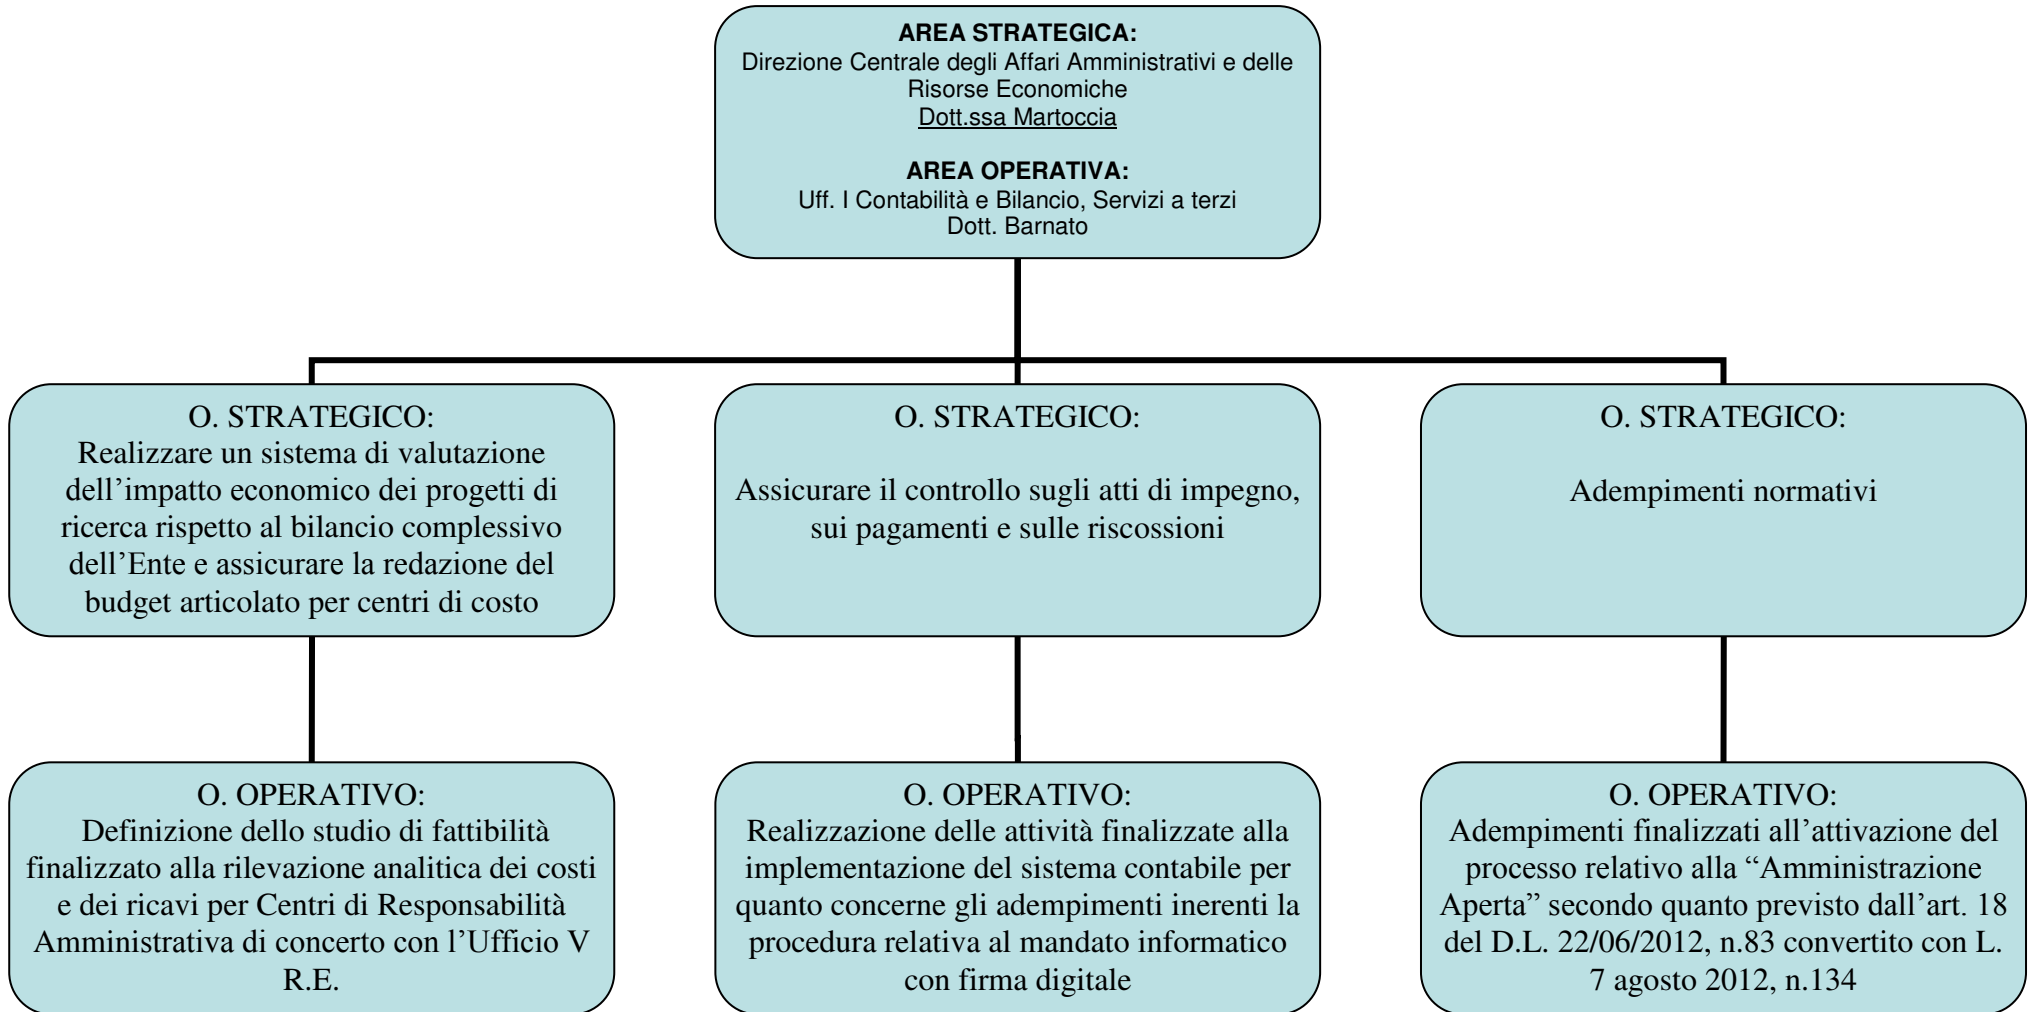 AREA STRATEGICA:
Direzione Centrale degli Affari Amministrativi e delle
Risorse Economiche
Dott.ssa Martoccia
AREA OPERATIVA:
Uff. I Contabilità e Bilancio, Servizi a terzi
Dott. Barnato
O. STRATEGICO:
Realizzare un sistema di valutazione
dell’impatto economico dei progetti di
ricerca rispetto al bilancio complessivo
dell’Ente e assicurare la redazione del
budget articolato per centri di costo
O. STRATEGICO:
Assicurare il controllo sugli atti di impegno,
sui pagamenti e sulle riscossioni
O. STRATEGICO:
Adempimenti normativi
O. OPERATIVO:
Definizione dello studio di fattibilità
finalizzato alla rilevazione analitica dei costi
e dei ricavi per Centri di Responsabilità
Amministrativa di concerto con l’Ufficio V
R.E.
O. OPERATIVO:
Realizzazione delle attività finalizzate alla
implementazione del sistema contabile per
quanto concerne gli adempimenti inerenti la
procedura relativa al mandato informatico
con firma digitale
O. OPERATIVO:
Adempimenti finalizzati all’attivazione del
processo relativo alla “Amministrazione
Aperta” secondo quanto previsto dall’art. 18
del D.L. 22/06/2012, n.83 convertito con L.
7 agosto 2012, n.134